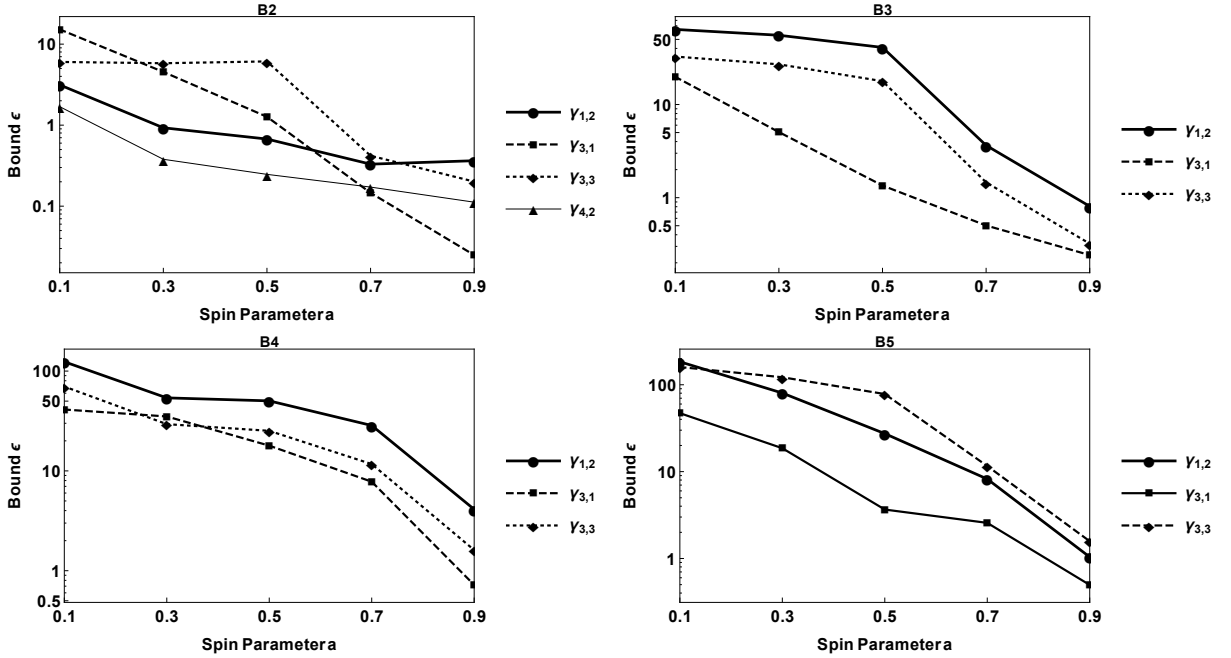 B2
Bound ϵ
10
1
0.1
0.1 0.3 0.5 0.7 0.9
Spin Parameter a
γ1,2
γ3,1
γ3,3
γ4,2
B3
Bound ϵ
50
10
5
1
0.5
0.1 0.3 0.5 0.7 0.9
Spin Parameter a
γ1,2
γ3,1
γ3,3
B4
Bound ϵ
100
50
10
1
0.5
0.1 0.3 0.5 0.7 0.9
Spin Parameter a
γ1,2
γ3,1
γ3,3
B5
Bound ϵ
100
10
1
0.1 0.3 0.5 0.7 0.9
Spin Parameter a
γ1,2
γ3,1
γ3,3